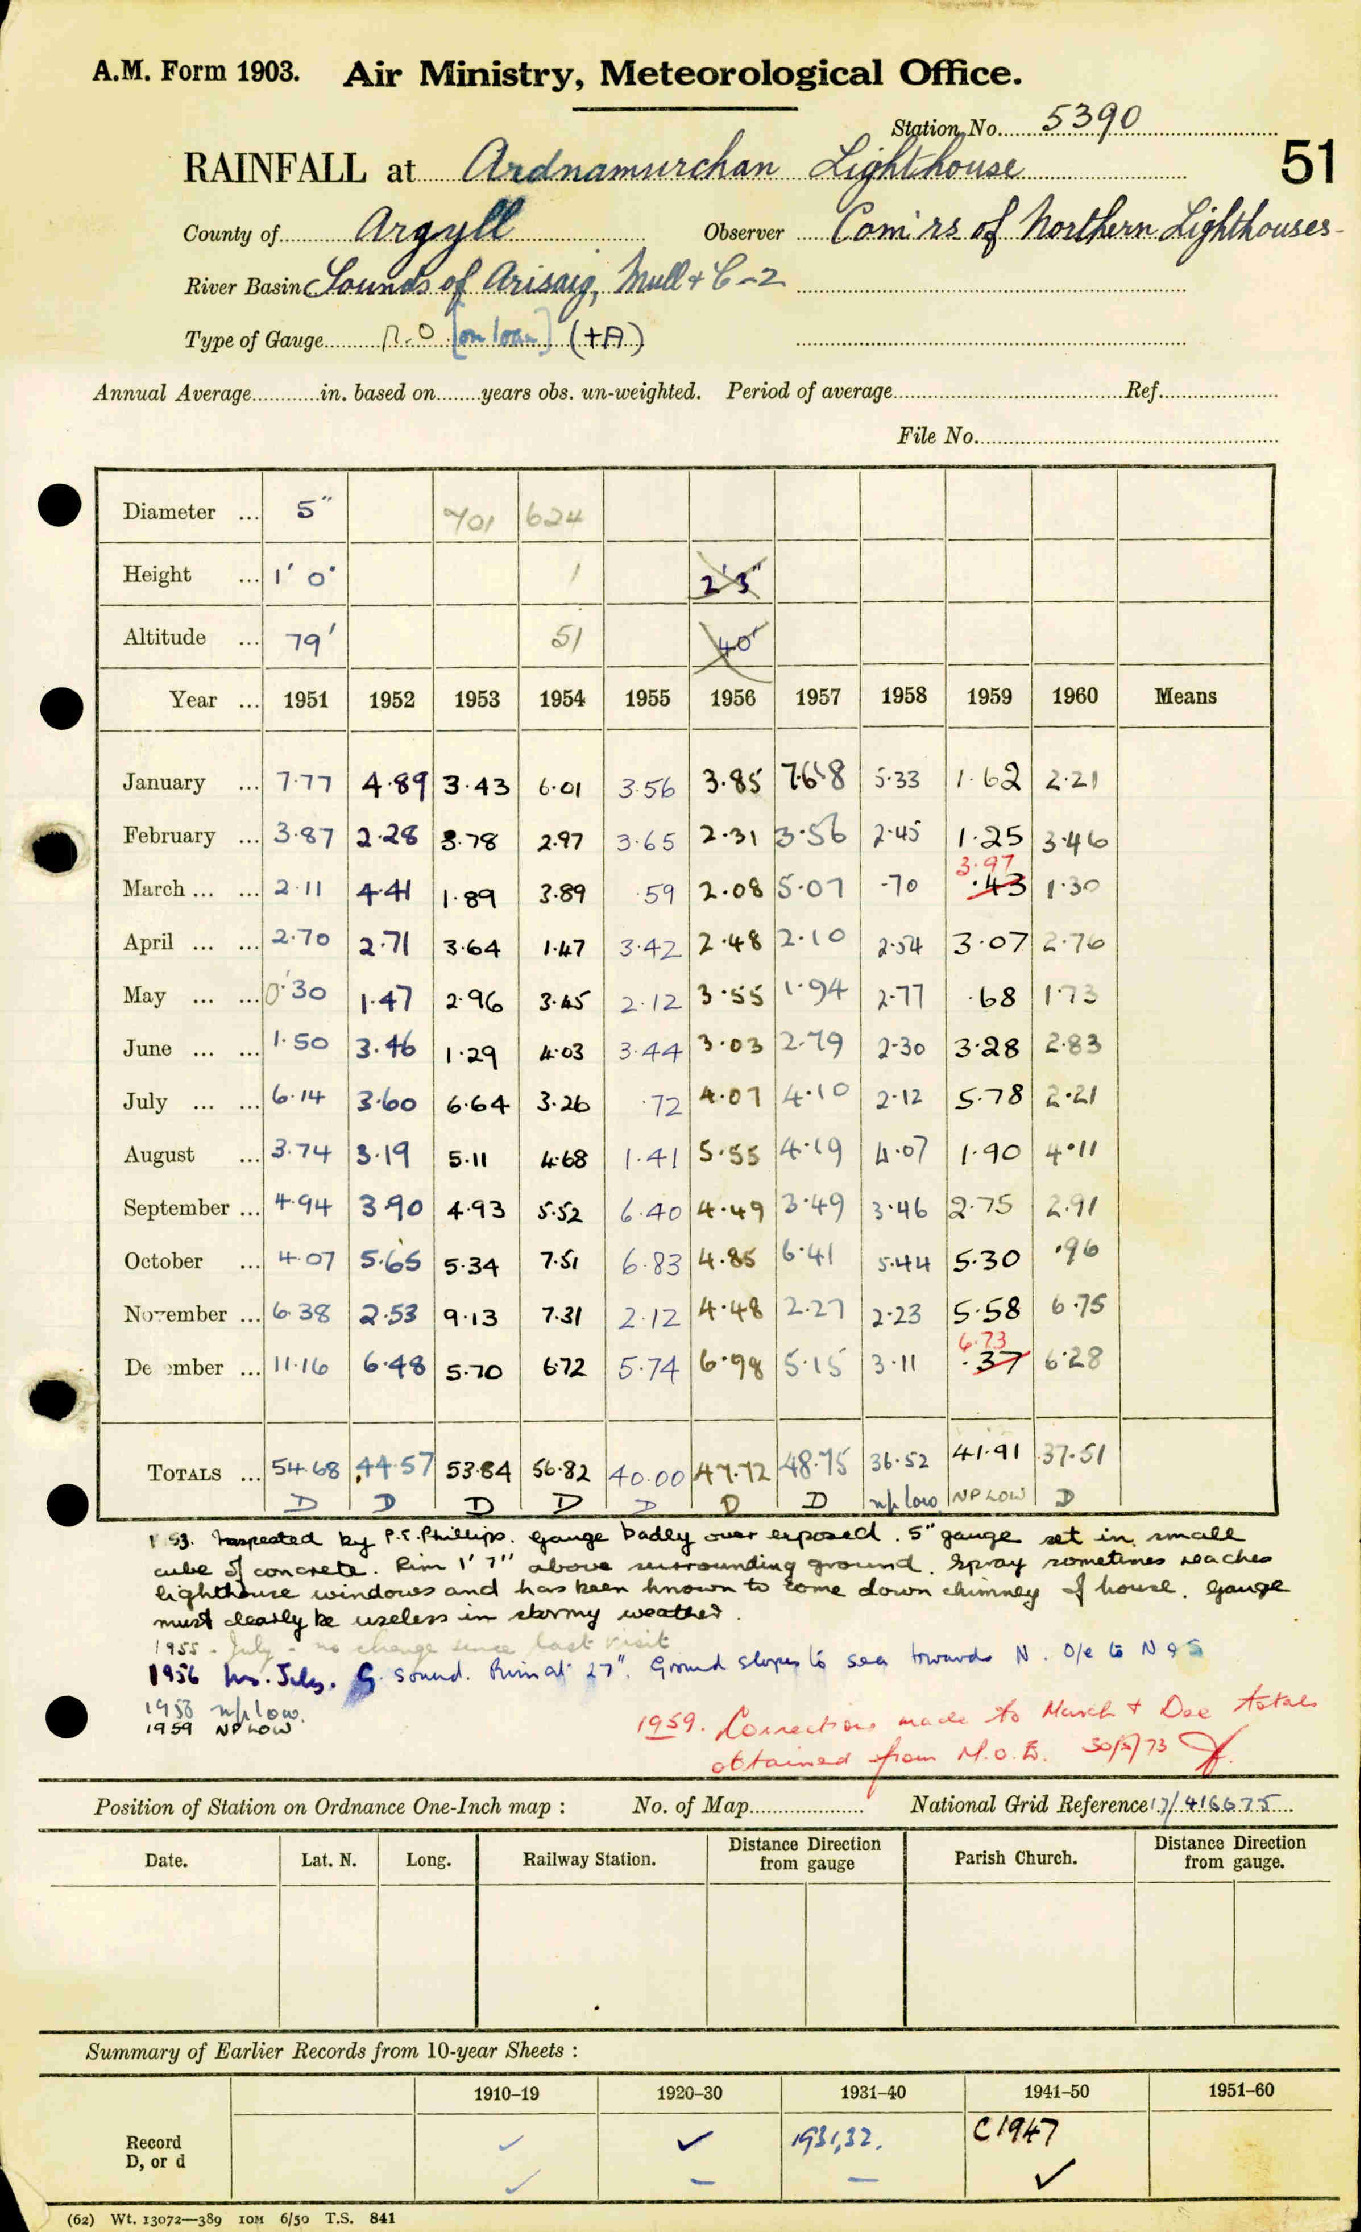 A.M. Form 1903. Air Ministry, Meteorological Office.
Station No. 5390
RAINFALL at Ardnamurchan Lighthouse 51
County of Argyll Observer Com'rs of Northern Lighthouses
River Basin Sounds of Arisaig, Mull + C-2
Type of Gauge [on loan] (+A)
Annual Average in. based on years obs. un-weighted. Period of average Ref.
File No.
Diameter ... 5" 701 624
Height ... 1' 0" 1 2'3"
Altitude ... 79' 51 40'
Year ... 1951 1952 1953 1954 1955 1956 1957 1958 1959 1960 Means
January ... 7.77 4.89 3.43 6.01 3.56 3.85 7.68 5.33 1.62 2.21
February ... 3.87 2.28 3.78 2.97 3.65 2.31 3.56 2.45 1.25 3.46
3.97
March ... ... 2.11 4.41 1.89 3.89 .59 2.08 5.07 .70 .43 1.30
April ... ... 2.70 2.71 3.64 1.47 3.42 2.48 2.10 2.54 3.07 2.76
May ... ... 0.30 1.47 2.96 3.45 2.12 3.55 1.94 2.77 .68 1.73
June ... ... 1.50 3.46 1.29 4.03 3.44 3.03 2.79 2.30 3.28 2.83
July ... ... 6.14 3.60 6.64 3.26 .72 4.07 4.10 2.12 5.78 2.21
August ... 3.74 3.19 5.11 4.68 1.41 5.55 4.19 4.07 1.90 4.11
September ... 4.94 3.90 4.93 5.52 6.40 4.49 3.49 3.46 2.75 2.91
October ... 4.07 5.65 5.34 7.51 6.83 4.85 6.41 5.44 5.30 .96
November ... 6.38 2.53 9.13 7.31 2.12 4.48 2.27 2.23 5.58 6.75
6.73
De ember ... 11.16 6.48 5.70 6.72 5.74 6.98 5.15 3.11 .37 6.28
TOTALS ... 54.68 44.57 53.84 56.82 40.00 47.72 48.75 36.52 41.91 37.51
D D D D D D D np low NP LOW D
1953. Inspected by P.E. Phillips. Gauge badly over exposed. 5" gauge set in small
cube of concrete. Rim 1' 7" above surrounding ground. Spray sometimes reaches
lighthouse windows and has been known to come down chimney of house. Gauge
must clearly be useless in stormy weather.
1955 - July - no change since last visit
1956 Ins. July. G. sound. Rim at 27". Ground slopes to sea towards N. O/e to N & S
1958 np low.
1959 NP LOW
1959. Corrections made to March + Dec totals
obtained from M.O.E. 30/5/73
Position of Station on Ordnance One-Inch map : No. of Map National Grid Reference 17/416675
Date. Lat. N. Long. Railway Station. Distance Direction from gauge Parish Church. Distance Direction from gauge.
Summary of Earlier Records from 10-year Sheets :
1910–19 1920–30 1931–40 1941–50 1951–60
Record ✓ ✓ 1931,32. C1947
D, or d ✓ – – ✓
(62) Wt. 13072—389 10M 6/50 T.S. 841